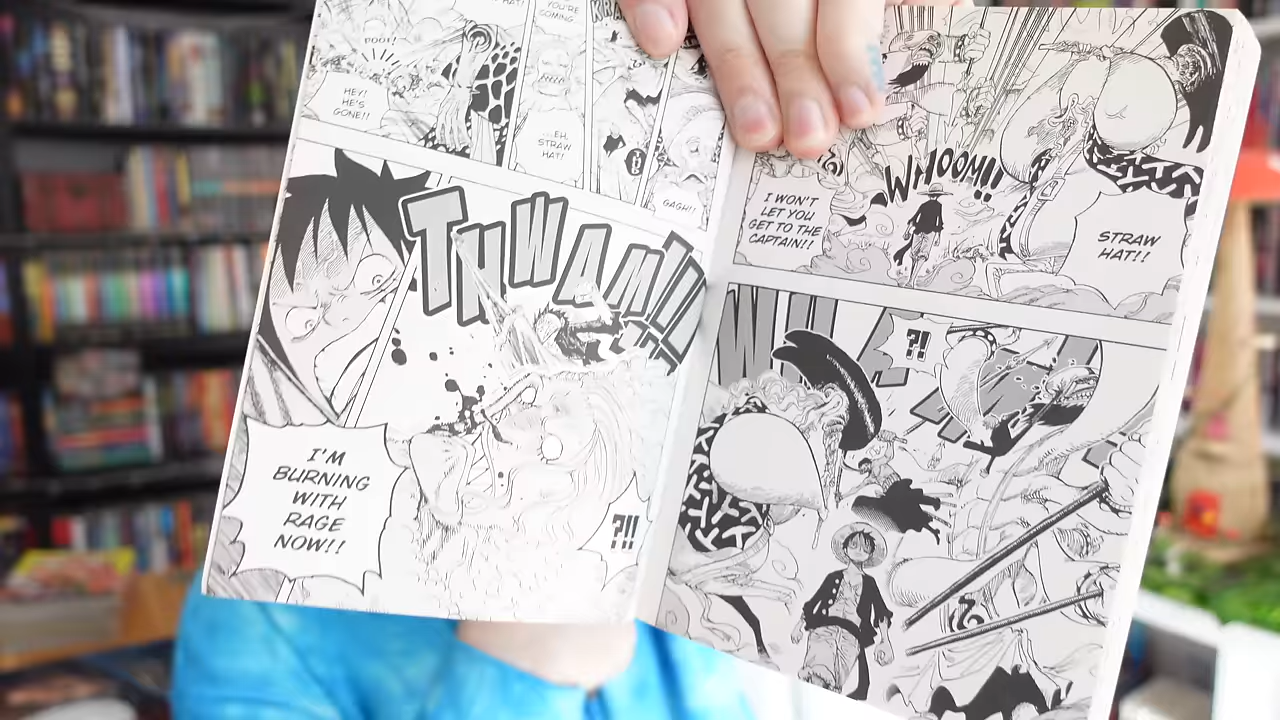 POOF!
HEY!
HE'S
GONE!!
YOU'RE
COMING,
EH,
STRAW
HAT!
GAGH!!
THWAM!!!
I'M
BURNING
WITH
RAGE
NOW!!
?!!
WHOOM!!
I WON'T
LET YOU
GET TO THE
CAPTAIN!!
STRAW
HAT!!
?!